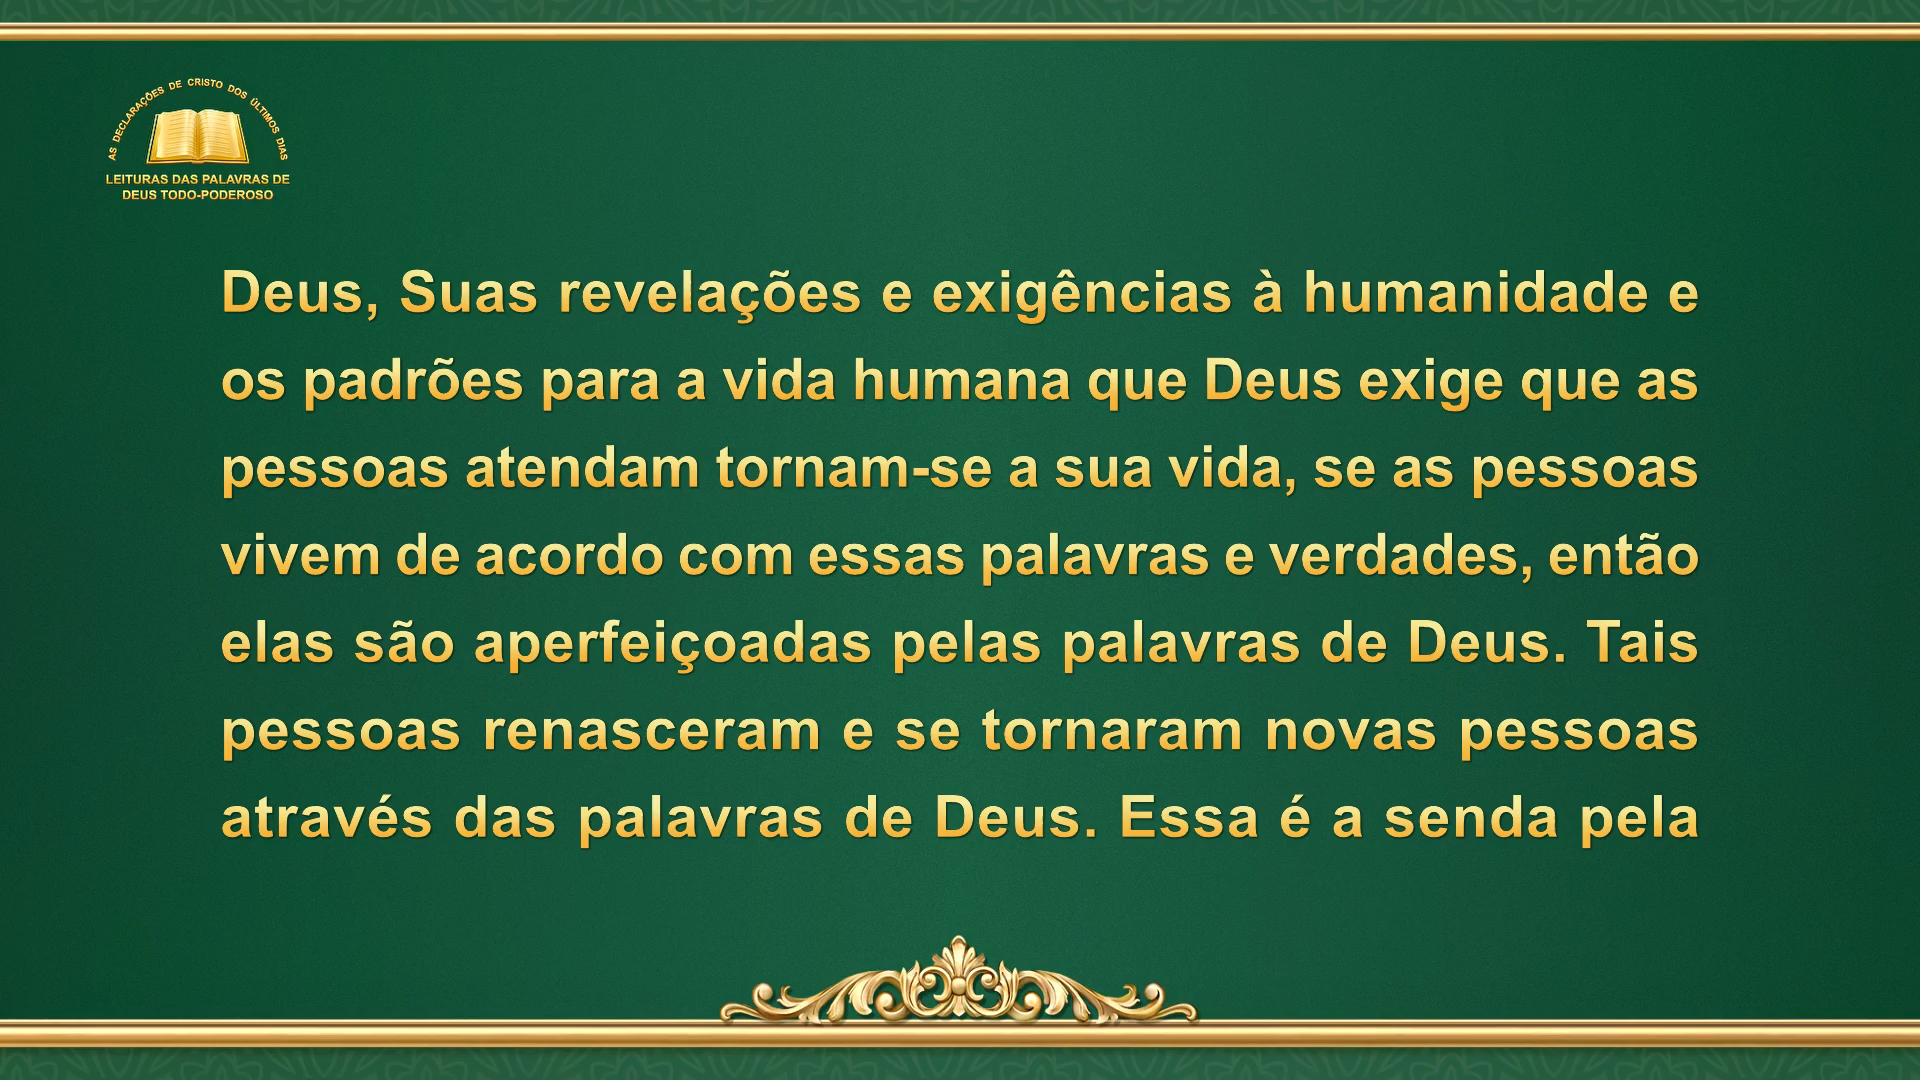 AS DECLARAÇÕES DE CRISTO DOS ÚLTIMOS DIAS
LEITURAS DAS PALAVRAS DE
DEUS TODO-PODEROSO
Deus, Suas revelações e exigências à humanidade e
os padrões para a vida humana que Deus exige que as
pessoas atendam tornam-se a sua vida, se as pessoas
vivem de acordo com essas palavras e verdades, então
elas são aperfeiçoadas pelas palavras de Deus. Tais
pessoas renasceram e se tornaram novas pessoas
através das palavras de Deus. Essa é a senda pela